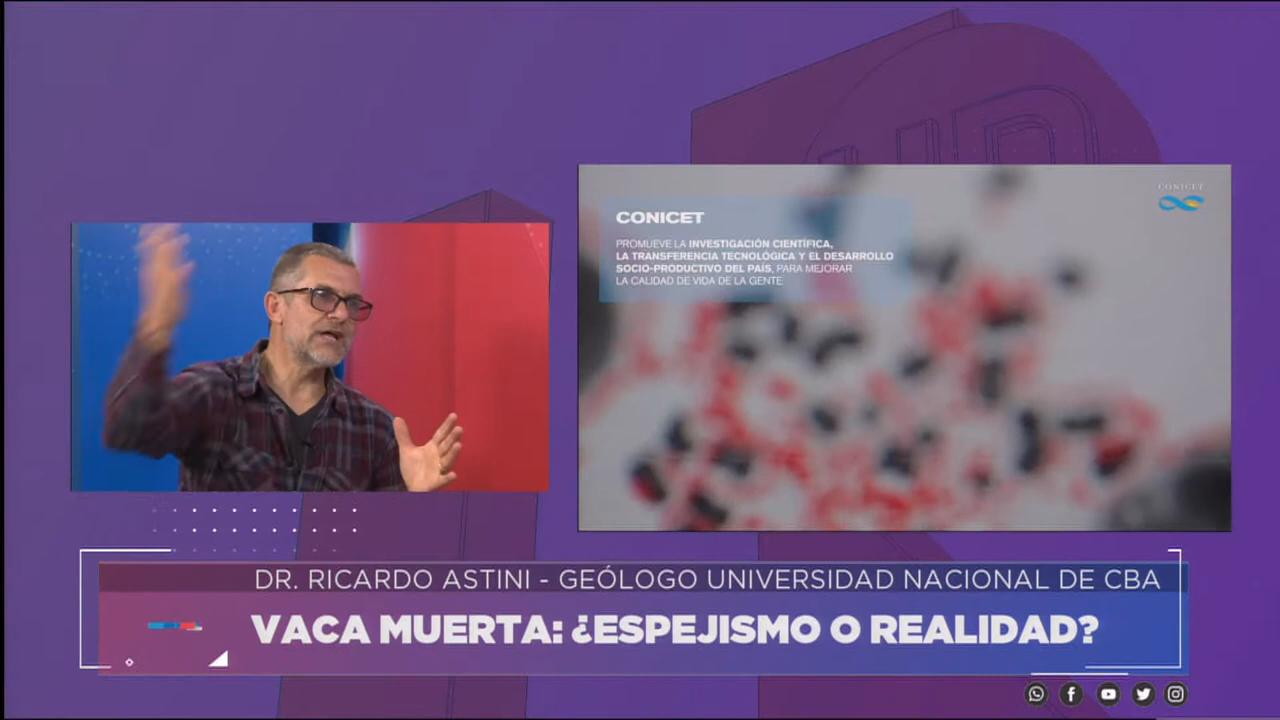 CONICET
PROMUEVE LA INVESTIGACIÓN CIENTÍFICA,
LA TRANSFERENCIA TECNOLÓGICA Y EL DESARROLLO
SOCIO-PRODUCTIVO DEL PAÍS, PARA MEJORAR
LA CALIDAD DE VIDA DE LA GENTE
CONICET
DR. RICARDO ASTINI - GEÓLOGO UNIVERSIDAD NACIONAL DE CBA
VACA MUERTA: ¿ESPEJISMO O REALIDAD?